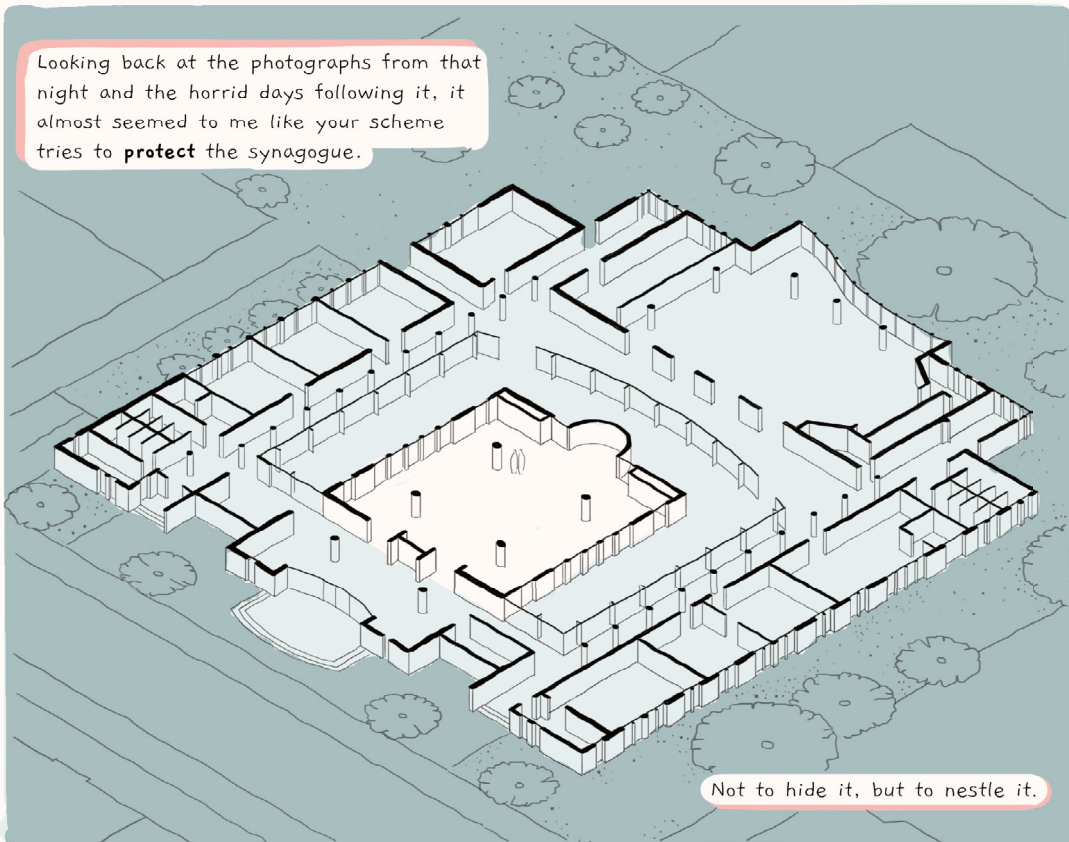 Looking back at the photographs from that
night and the horrid days following it, it
almost seemed to me like your scheme
tries to protect the synagogue.
Not to hide it, but to nestle it.